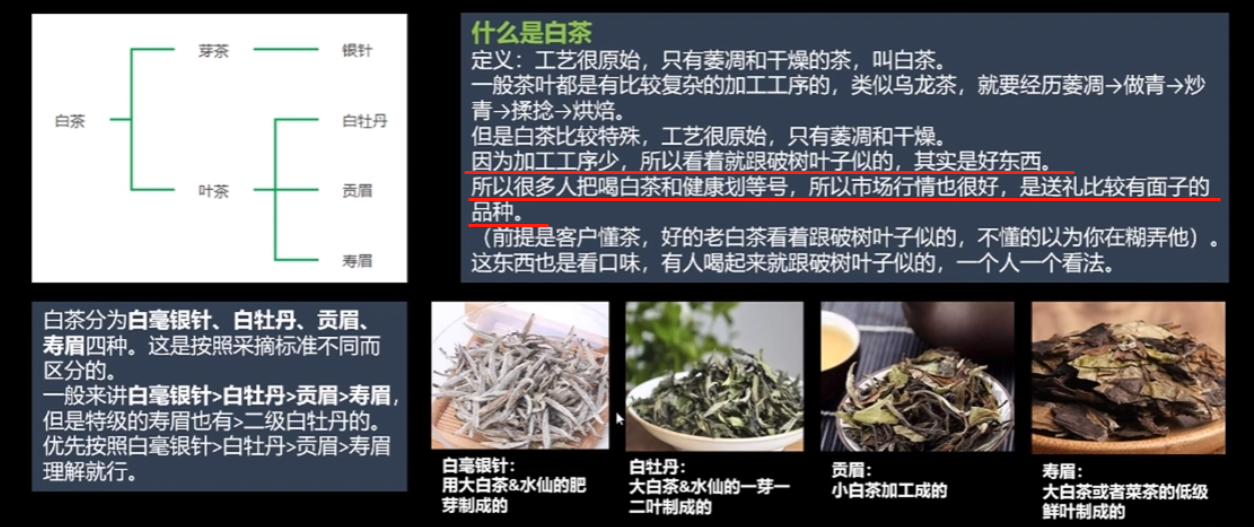 白茶
芽茶
银针
叶茶
白牡丹
贡眉
寿眉
什么是白茶
定义：工艺很原始，只有萎凋和干燥的茶，叫白茶。
一般茶叶都是有比较复杂的加工工序的，类似乌龙茶，就要经历萎凋→做青→炒
青→揉捻→烘焙。
但是白茶比较特殊，工艺很原始，只有萎凋和干燥。
因为加工工序少，所以看着就跟破树叶子似的，其实是好东西。
所以很多人把喝白茶和健康划等号，所以市场行情也很好，是送礼比较有面子的
品种。
（前提是客户懂茶，好的老白茶看着跟破树叶子似的，不懂的以为你在糊弄他）。
这东西也是看口味，有人喝起来就跟破树叶子似的，一个人一个看法。
白茶分为白毫银针、白牡丹、贡眉、
寿眉四种。这是按照采摘标准不同而
区分的。
一般来讲白毫银针>白牡丹>贡眉>寿眉，
但是特级的寿眉也有>二级白牡丹的。
优先按照白毫银针>白牡丹>贡眉>寿眉
理解就行。
白毫银针：
用大白茶&水仙的肥
芽制成的
白牡丹：
大白茶&水仙的一芽一
二叶制成的
贡眉：
小白茶加工成的
寿眉：
大白茶或者菜茶的低级
鲜叶制成的